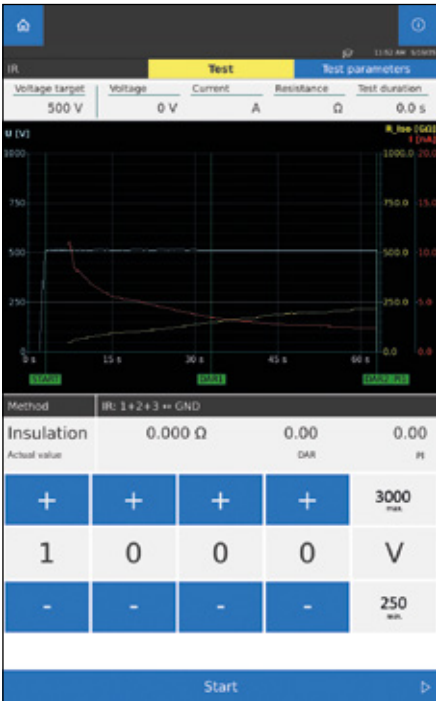 11:52 AM
IR Test Test parameters
Voltage target Voltage Current Resistance Test duration
500 V 0 V A Ω 0.0 s
U [V] R_Iso [GΩ]
I [nA]
1000 1000.0 20.0
750 750.0 15.0
500 500.0 10.0
250 250.0 5.0
0 s 15 s 30 s 45 s 60 s 0.0 0.0
START DAR1 DAR2 PI1
Method IR: 1+2+3 ↔ GND
Insulation 0.000 Ω 0.00 0.00
Actual value DAR PI
+ + + + 3000
max.
1 0 0 0 V
- - - - 250
min.
Start